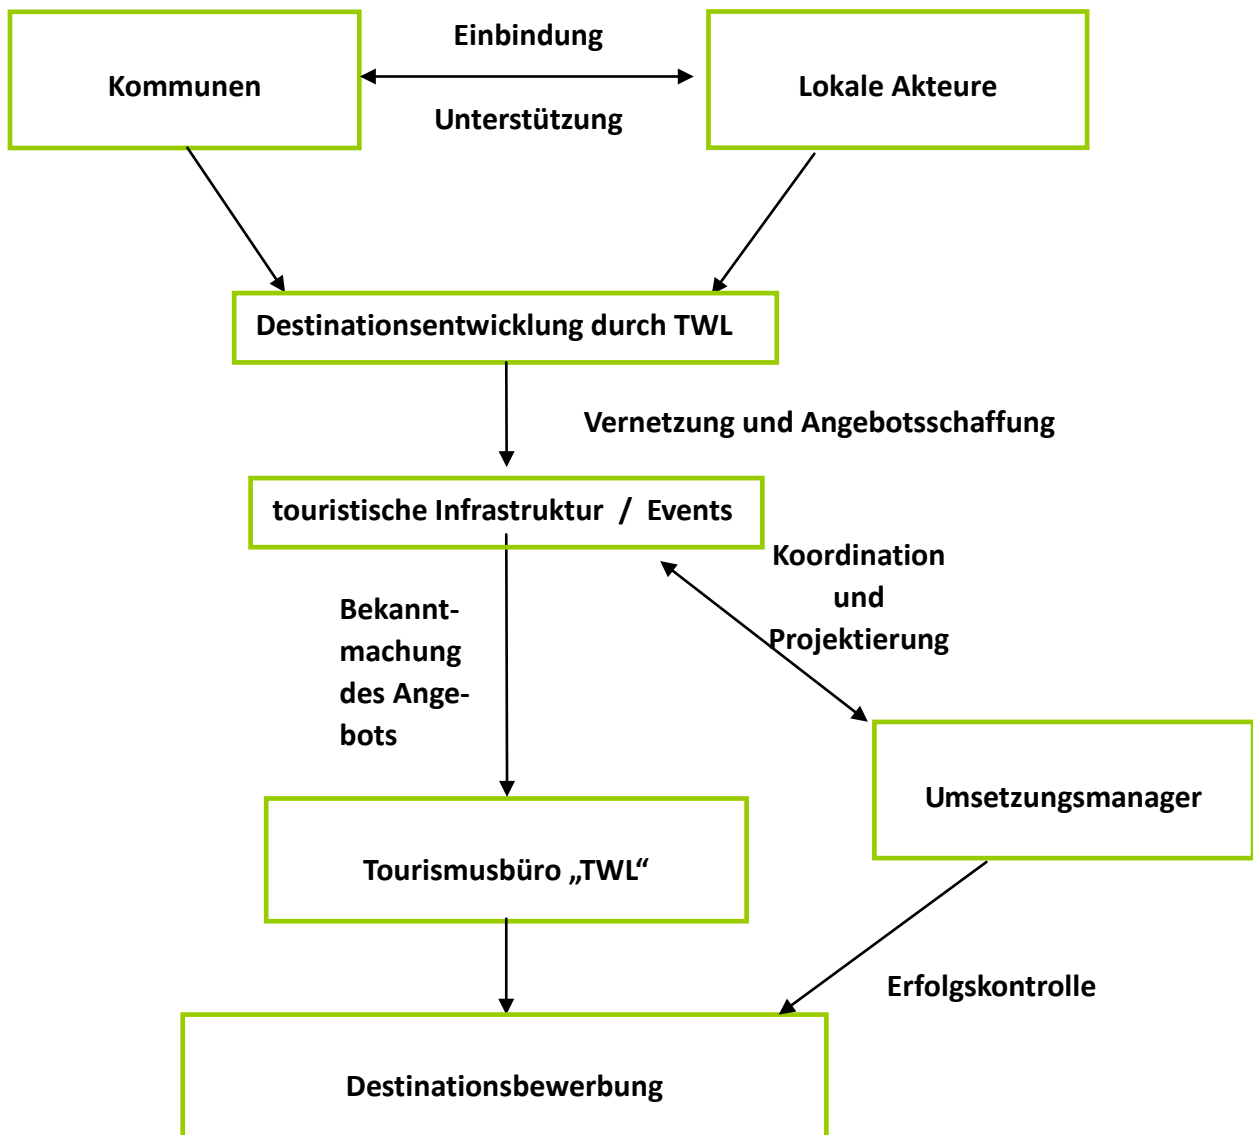 Einbindung
Kommunen
Lokale Akteure
Unterstützung
Destinationsentwicklung durch TWL
Vernetzung und Angebotsschaffung
touristische Infrastruktur / Events
Koordination
und
Projektierung
Bekannt-
machung
des Ange-
bots
Umsetzungsmanager
Tourismusbüro „TWL“
Erfolgskontrolle
Destinationsbewerbung